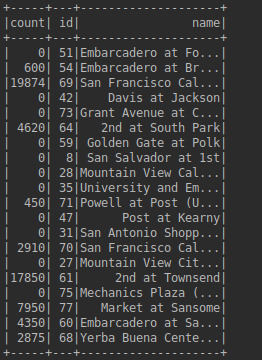 +-----+---+--------------------+
|count| id|                name|
+-----+---+--------------------+
|    0| 51|Embarcadero at Fo...|
|  600| 54|Embarcadero at Br...|
|19874| 69|San Francisco Cal...|
|    0| 42|    Davis at Jackson|
|    0| 73|Grant Avenue at C...|
| 4620| 64|   2nd at South Park|
|    0| 59| Golden Gate at Polk|
|    0|  8| San Salvador at 1st|
|    0| 28|Mountain View Cal...|
|    0| 35|University and Em...|
|  450| 71|Powell at Post (U...|
|    0| 47|      Post at Kearny|
|    0| 31|San Antonio Shopp...|
| 2910| 70|San Francisco Cal...|
|    0| 27|Mountain View Cit...|
|17850| 61|     2nd at Townsend|
|    0| 75|Mechanics Plaza (...|
| 7950| 77|   Market at Sansome|
| 4350| 60|Embarcadero at Sa...|
| 2875| 68|Yerba Buena Cente...|
+-----+---+--------------------+